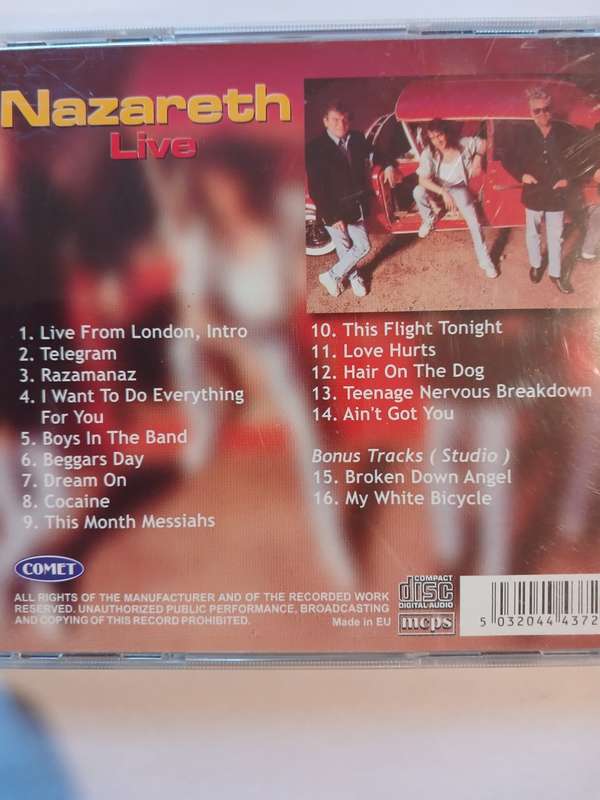 Nazareth
Live
1. Live From London, Intro
2. Telegram
3. Razamanaz
4. I Want To Do Everything
For You
5. Boys In The Band
6. Beggars Day
7. Dream On
8. Cocaine
9. This Month Messiahs
10. This Flight Tonight
11. Love Hurts
12. Hair On The Dog
13. Teenage Nervous Breakdown
14. Ain't Got You
Bonus Tracks ( Studio )
15. Broken Down Angel
16. My White Bicycle
COMET
ALL RIGHTS OF THE MANUFACTURER AND OF THE RECORDED WORK
RESERVED. UNAUTHORIZED PUBLIC PERFORMANCE, BROADCASTING
AND COPYING OF THIS RECORD PROHIBITED.
Made in EU
COMPACT
disc
DIGITAL AUDIO
mcps
5 032044 4372